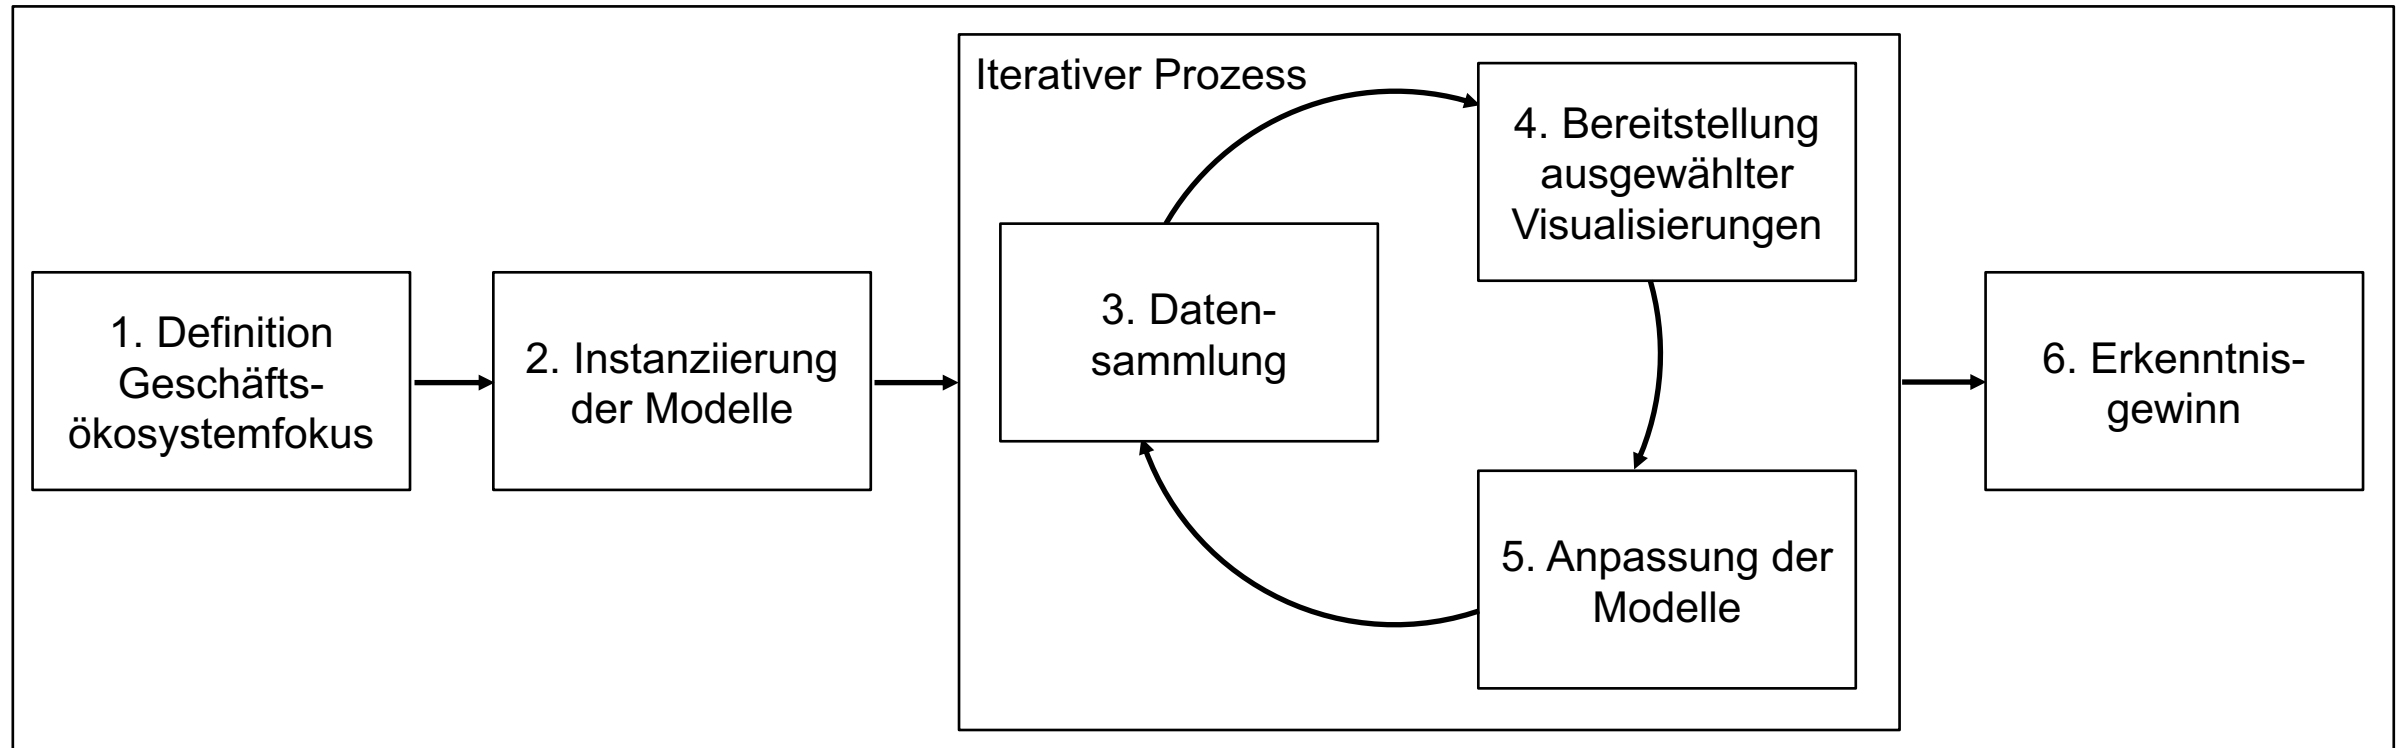 Iterativer Prozess
1. Definition
Geschäfts-
ökosystemfokus
2. Instanziierung
der Modelle
3. Daten-
sammlung
4. Bereitstellung
ausgewählter
Visualisierungen
5. Anpassung der
Modelle
6. Erkenntnis-
gewinn